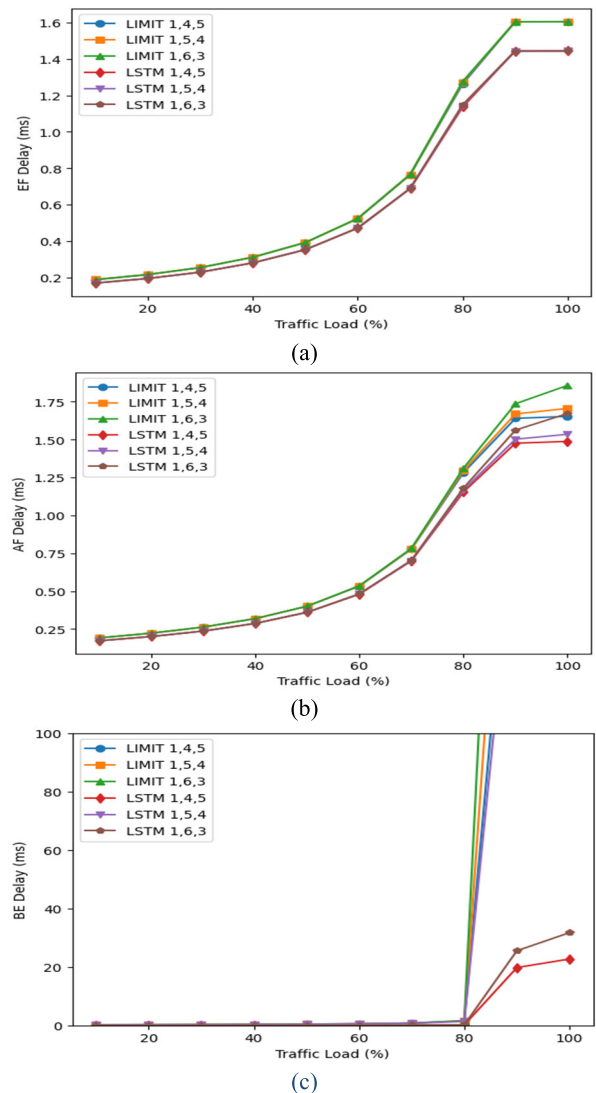 EF Delay (ms)
1.6
1.4
1.2
1.0
0.8
0.6
0.4
0.2
LIMIT 1,4,5
LIMIT 1,5,4
LIMIT 1,6,3
LSTM 1,4,5
LSTM 1,5,4
LSTM 1,6,3
20 40 60 80 100
Traffic Load (%)
(a)
AF Delay (ms)
1.75
1.50
1.25
1.00
0.75
0.50
0.25
LIMIT 1,4,5
LIMIT 1,5,4
LIMIT 1,6,3
LSTM 1,4,5
LSTM 1,5,4
LSTM 1,6,3
20 40 60 80 100
Traffic Load (%)
(b)
BE Delay (ms)
100
80
60
40
20
0
LIMIT 1,4,5
LIMIT 1,5,4
LIMIT 1,6,3
LSTM 1,4,5
LSTM 1,5,4
LSTM 1,6,3
20 40 60 80 100
Traffic Load (%)
(c)